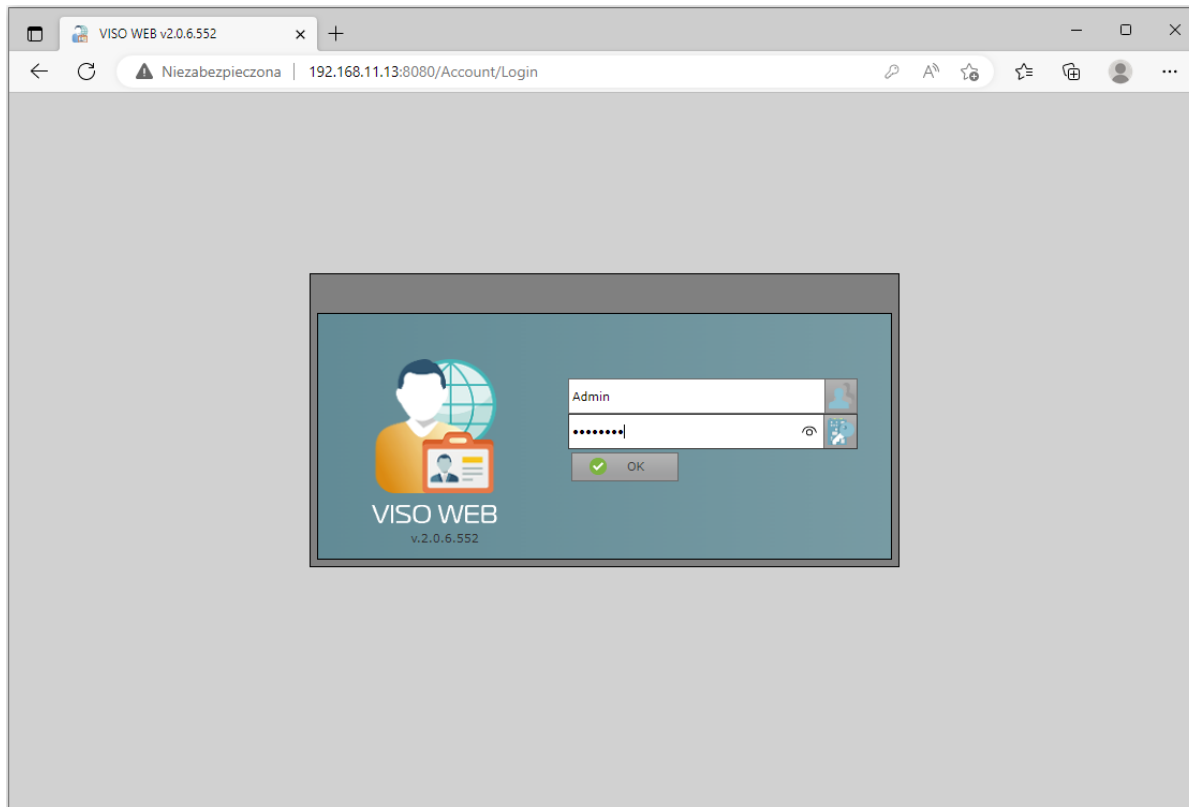 VISO WEB v2.0.6.552
Niezabezpieczona 192.168.11.13:8080/Account/Login
Admin
••••••••
OK
VISO WEB
v.2.0.6.552